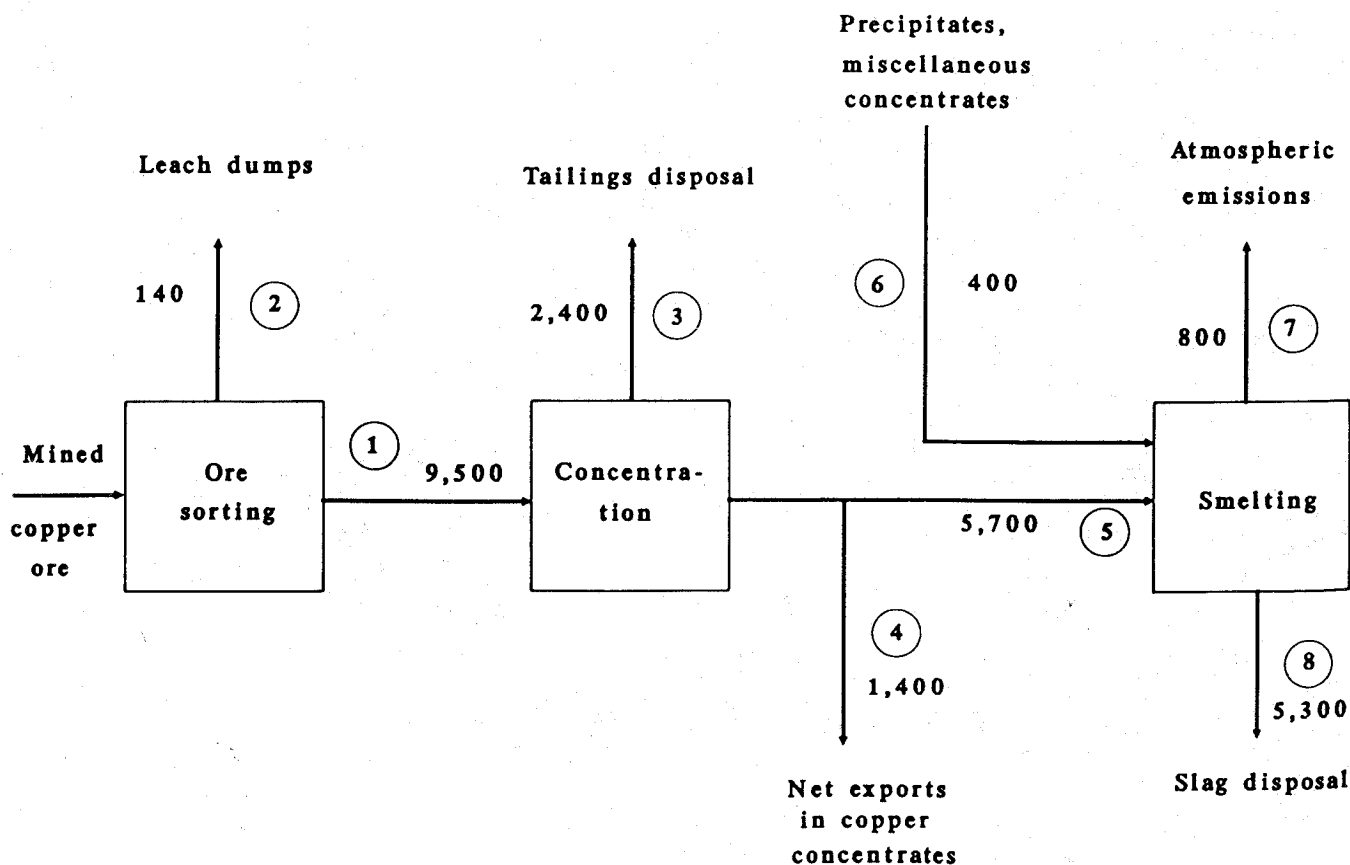 Precipitates,
miscellaneous
concentrates
Leach dumps
Tailings disposal
Atmospheric
emissions
140
2
2,400
3
6
400
800
7
Mined
copper
ore
Ore
sorting
1
9,500
Concentra-
tion
5,700
5
Smelting
4
1,400
8
5,300
Net exports
in copper
concentrates
Slag disposal